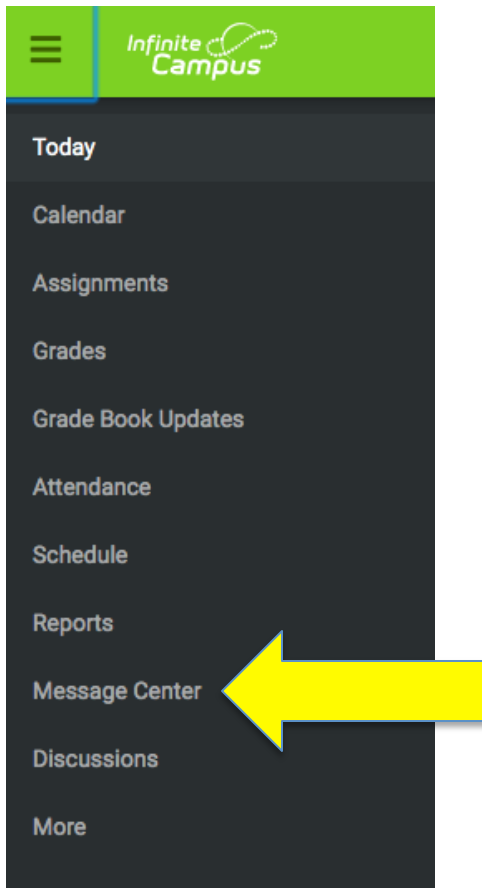 Infinite
Campus
Today
Calendar
Assignments
Grades
Grade Book Updates
Attendance
Schedule
Reports
Message Center
Discussions
More